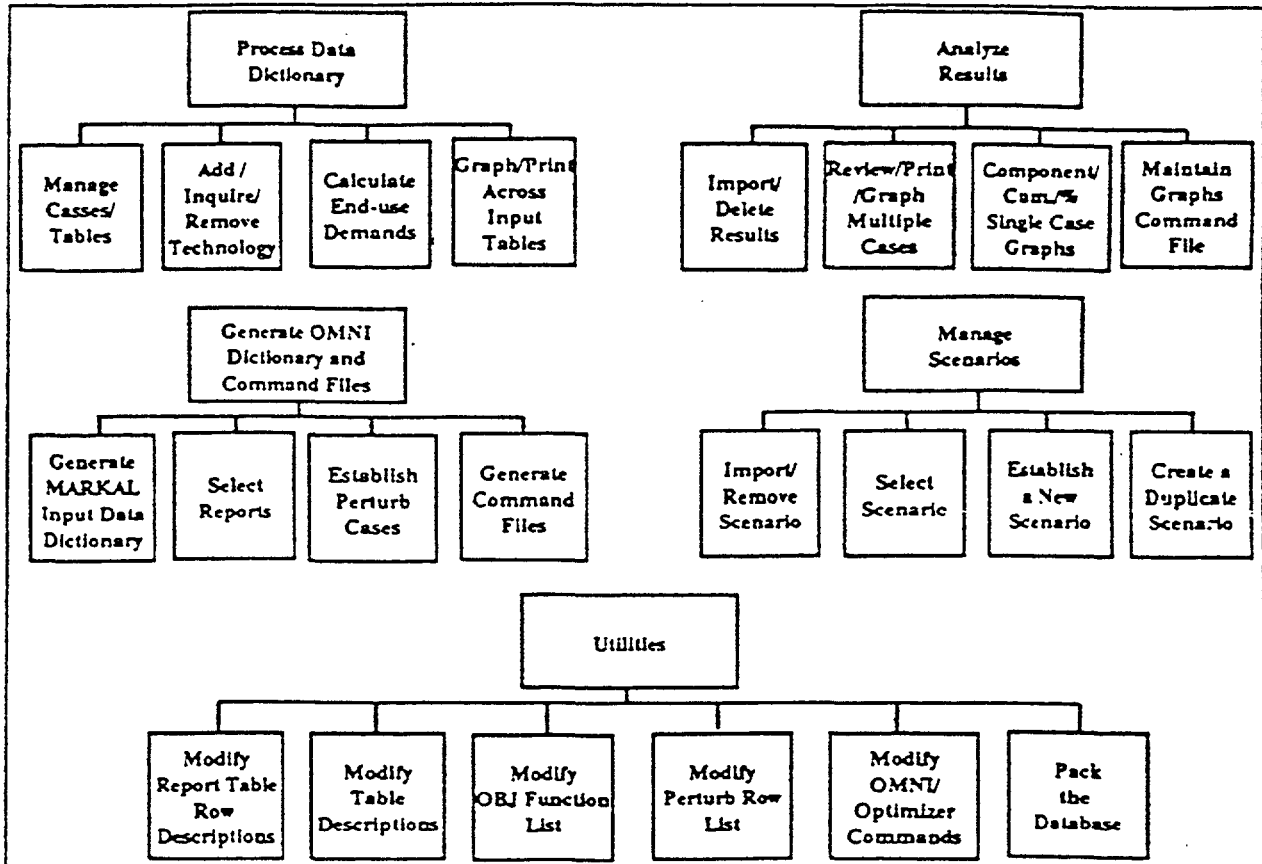 Process Data
Dictionary
Manage
Casses/
Tables
Add /
Inquire/
Remove
Technology
Calculate
End-use
Demands
Graph/Print
Across
Input
Tables
Analyze
Results
Import/
Delete
Results
Review/Print
/Graph
Multiple
Cases
Component/
Cum./%
Single Case
Graphs
Maintain
Graphs
Command
File
Generate OMNI
Dictionary and
Command Files
Generate
MARKAL
Input Data
Dictionary
Select
Reports
Establish
Perturb
Cases
Generate
Command
Files
Manage
Scenarios
Import/
Remove
Scenario
Select
Scenario
Establish
a New
Scenario
Create a
Duplicate
Scenario
Utilities
Modify
Report Table
Row
Descriptions
Modify
Table
Descriptions
Modify
OBJ Function
List
Modify
Perturb Row
List
Modify
OMNI/
Optimizer
Commands
Pack
the
Database